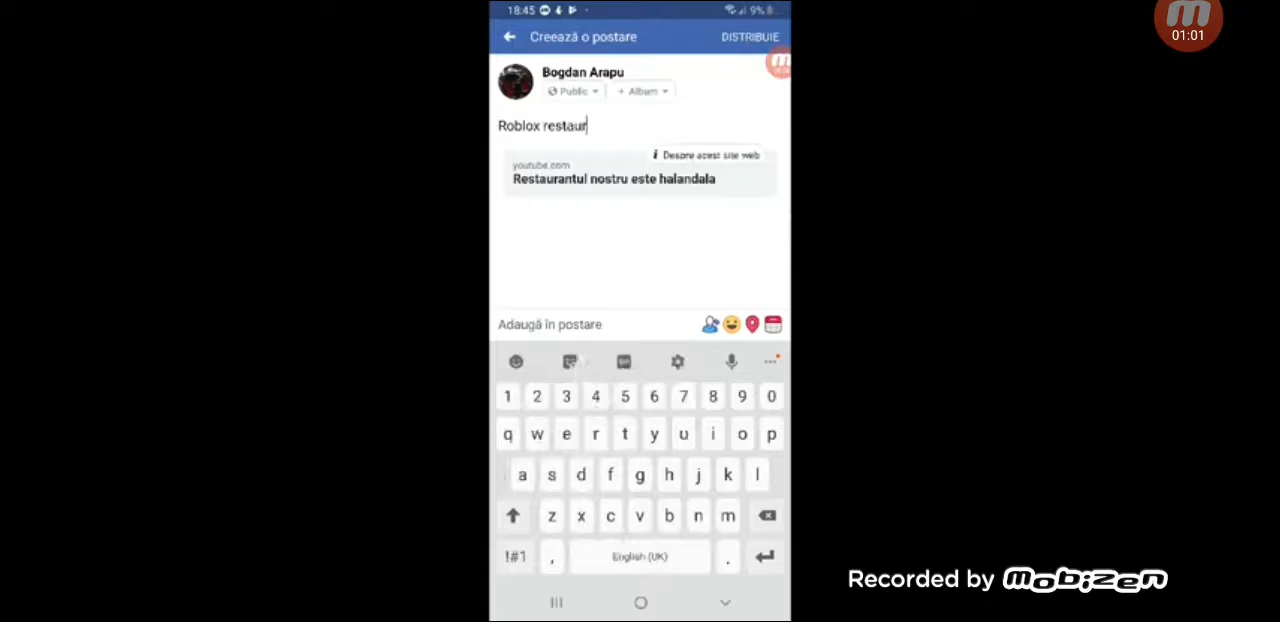 18:45
9%
01:01
Creează o postare
DISTRIBUIE
Bogdan Arapu
Public
+ Album
Roblox restaur
i Despre acest site web
youtube.com
Restaurantul nostru este halandala
Adaugă în postare
GIF
1 2 3 4 5 6 7 8 9 0
q w e r t y u i o p
a s d f g h j k l
z x c v b n m
!#1 , English (UK) .
Recorded by mobizen